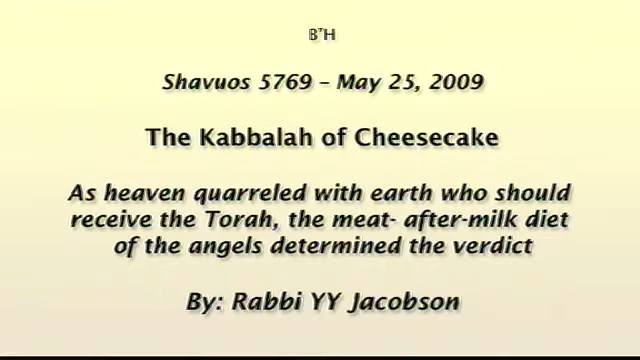 B"H
Shavuos 5769 – May 25, 2009
The Kabbalah of Cheesecake
As heaven quarreled with earth who should
receive the Torah, the meat- after-milk diet
of the angels determined the verdict
By: Rabbi YY Jacobson